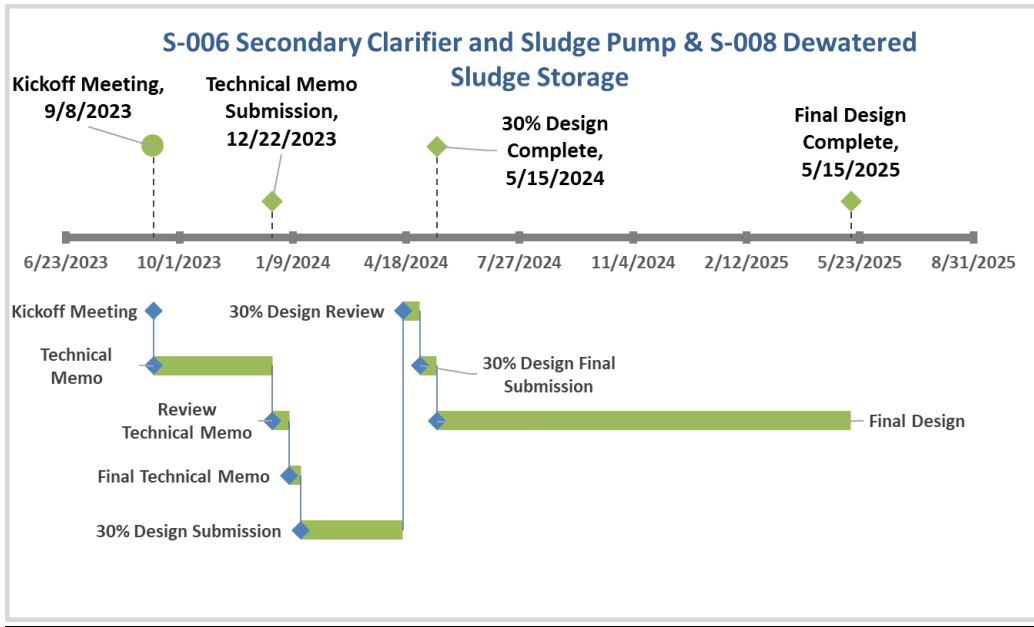 S-006 Secondary Clarifier and Sludge Pump & S-008 Dewatered
Sludge Storage
Kickoff Meeting,
9/8/2023
Technical Memo
Submission,
12/22/2023
30% Design
Complete,
5/15/2024
Final Design
Complete,
5/15/2025
6/23/2023
10/1/2023
1/9/2024
4/18/2024
7/27/2024
11/4/2024
2/12/2025
5/23/2025
8/31/2025
Kickoff Meeting
30% Design Review
Technical
Memo
30% Design Final
Submission
Review
Technical Memo
Final Design
Final Technical Memo
30% Design Submission